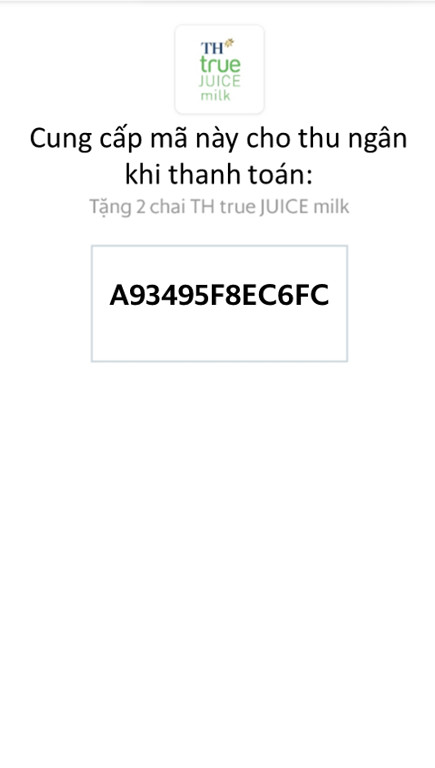 TH
true
JUICE
milk
Cung cấp mã này cho thu ngân
khi thanh toán:
Tặng 2 chai TH true JUICE milk
A93495F8EC6FC